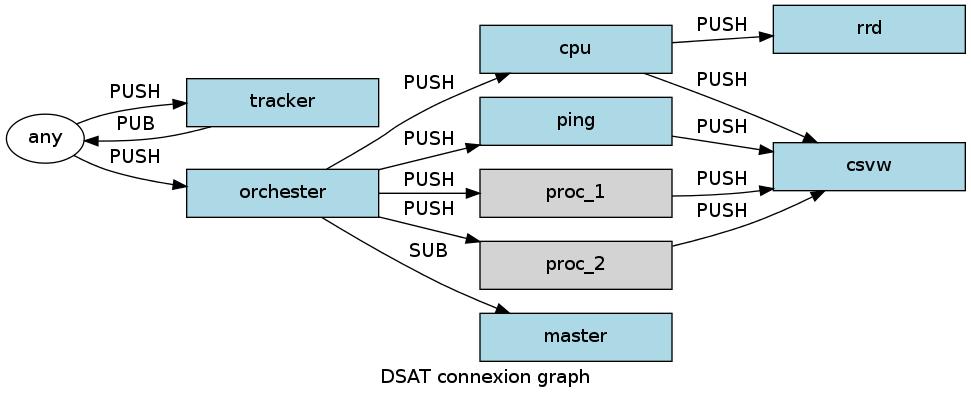 PUSH
rrd
cpu
PUSH
PUSH
PUSH
tracker
any
PUB
ping
PUSH
PUSH
PUSH
csvw
orchester
PUSH
proc_1
PUSH
PUSH
PUSH
SUB
proc_2
master
DSAT connexion graph